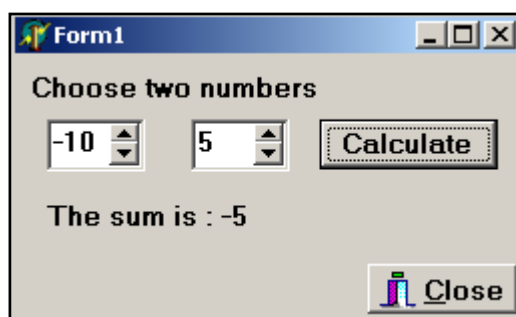 Form1
Choose two numbers
-10 5 Calculate
The sum is : -5
Close